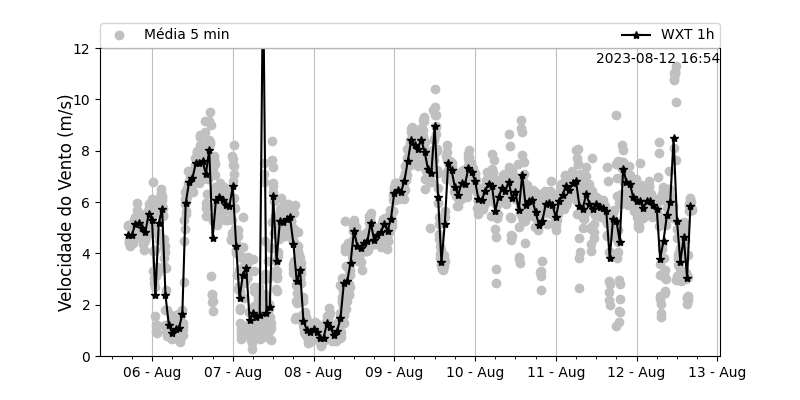 Média 5 min
WXT 1h
2023-08-12 16:54
Velocidade do Vento (m/s)
12
10
8
6
4
2
0
06 - Aug
07 - Aug
08 - Aug
09 - Aug
10 - Aug
11 - Aug
12 - Aug
13 - Aug